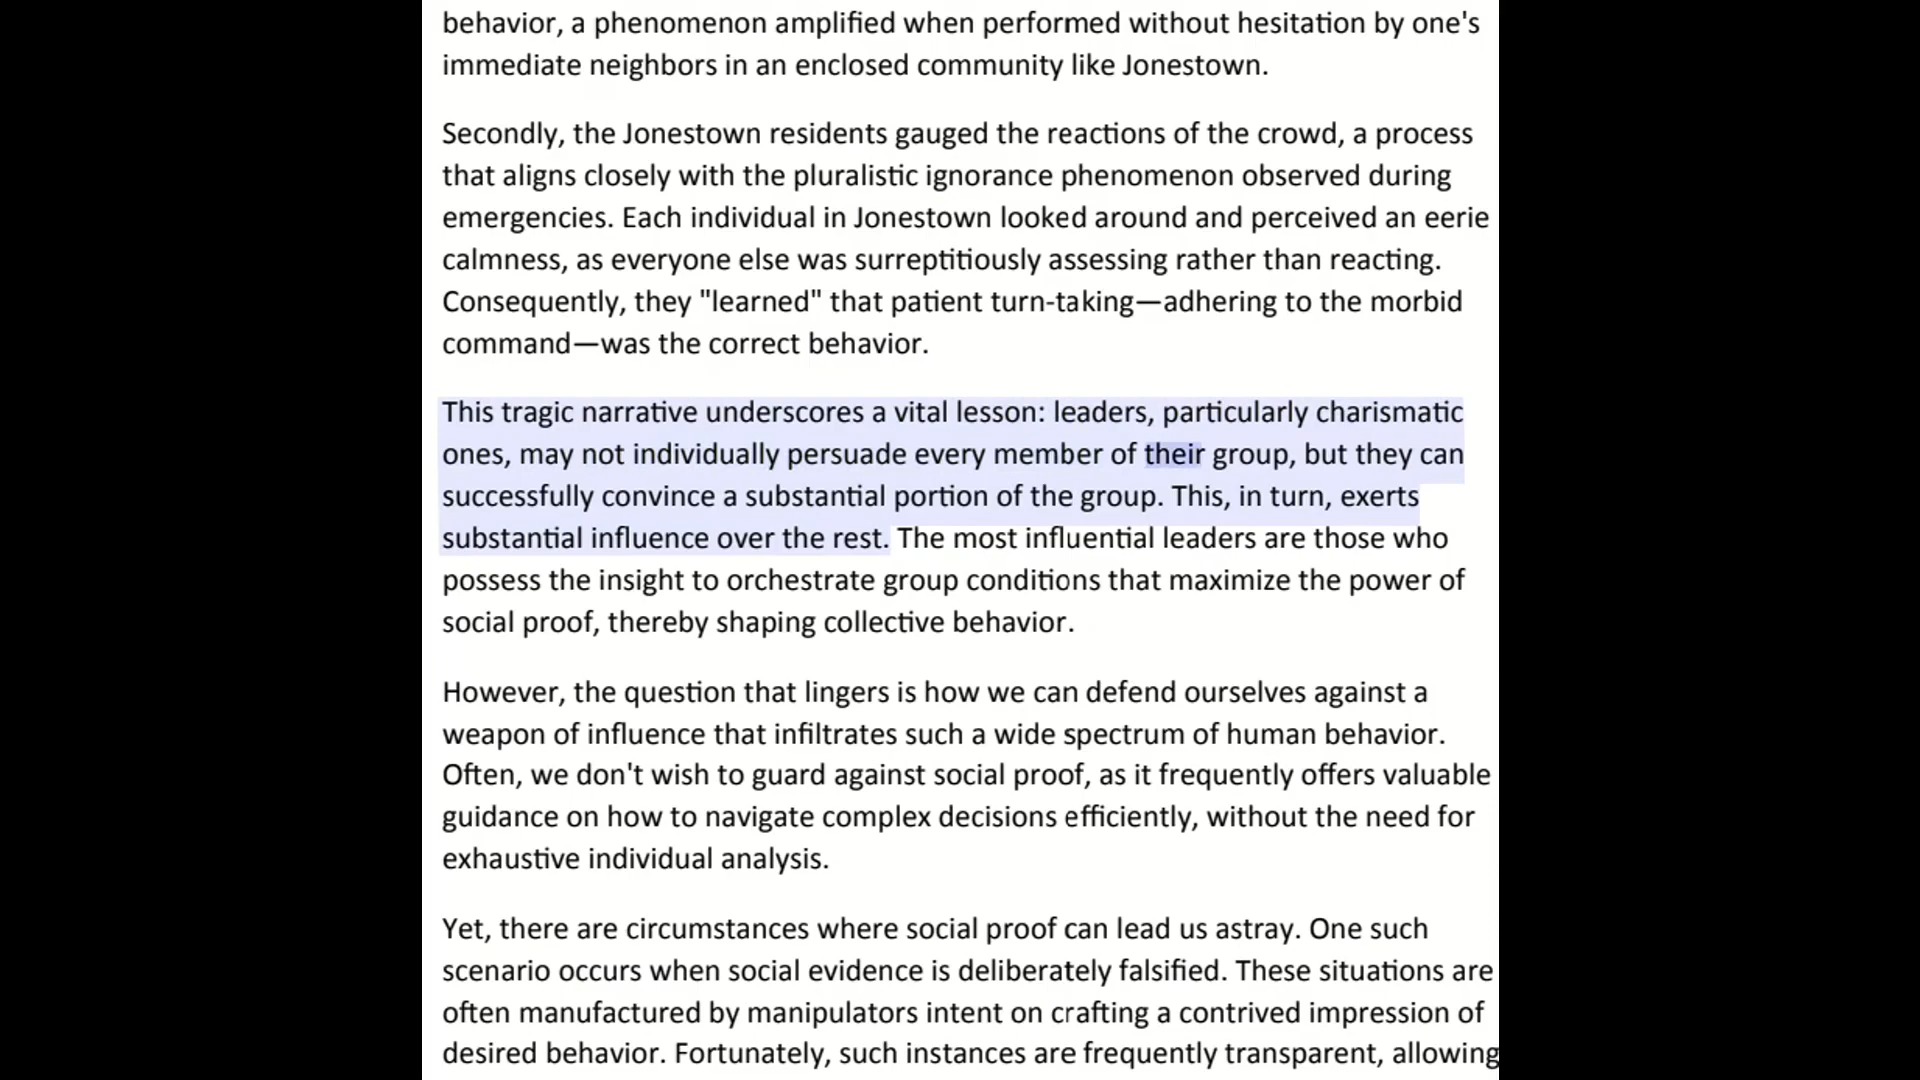 behavior, a phenomenon amplified when performed without hesitation by one's
immediate neighbors in an enclosed community like Jonestown.
Secondly, the Jonestown residents gauged the reactions of the crowd, a process
that aligns closely with the pluralistic ignorance phenomenon observed during
emergencies. Each individual in Jonestown looked around and perceived an eerie
calmness, as everyone else was surreptitiously assessing rather than reacting.
Consequently, they "learned" that patient turn-taking—adhering to the morbid
command—was the correct behavior.
This tragic narrative underscores a vital lesson: leaders, particularly charismatic
ones, may not individually persuade every member of their group, but they can
successfully convince a substantial portion of the group. This, in turn, exerts
substantial influence over the rest. The most influential leaders are those who
possess the insight to orchestrate group conditions that maximize the power of
social proof, thereby shaping collective behavior.
However, the question that lingers is how we can defend ourselves against a
weapon of influence that infiltrates such a wide spectrum of human behavior.
Often, we don't wish to guard against social proof, as it frequently offers valuable
guidance on how to navigate complex decisions efficiently, without the need for
exhaustive individual analysis.
Yet, there are circumstances where social proof can lead us astray. One such
scenario occurs when social evidence is deliberately falsified. These situations are
often manufactured by manipulators intent on crafting a contrived impression of
desired behavior. Fortunately, such instances are frequently transparent, allowing